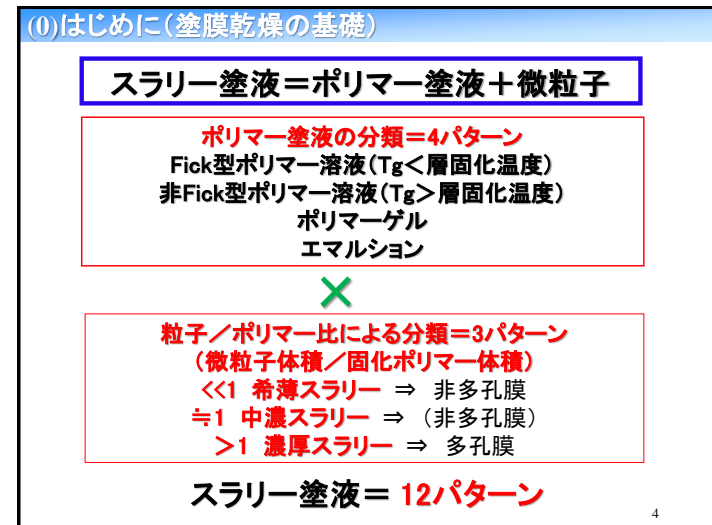 (0)はじめに(塗膜乾燥の基礎)
スラリー塗液=ポリマー塗液+微粒子
ポリマー塗液の分類=4パターン
Fick型ポリマー溶液(Tg<層固化温度)
非Fick型ポリマー溶液(Tg>層固化温度)
ポリマーゲル
エマルション
×
粒子/ポリマー比による分類=3パターン
(微粒子体積/固化ポリマー体積)
<<1 希薄スラリー ⇒ 非多孔膜
≒1 中濃スラリー ⇒ (非多孔膜)
>1 濃厚スラリー ⇒ 多孔膜
スラリー塗液= 12パターン
4